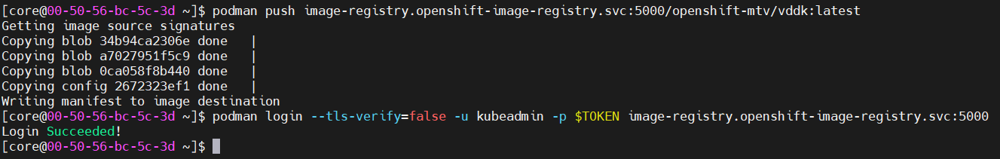 [core@00-50-56-bc-5c-3d ~]$ podman push image-registry.openshift-image-registry.svc:5000/openshift-mtv/vddk:latest
Getting image source signatures
Copying blob 34b94ca2306e done   |
Copying blob a7027951f5c9 done   |
Copying blob 0ca058f8b440 done   |
Copying config 2672323ef1 done   |
Writing manifest to image destination
[core@00-50-56-bc-5c-3d ~]$ podman login --tls-verify=false -u kubeadmin -p $TOKEN image-registry.openshift-image-registry.svc:5000
Login Succeeded!
[core@00-50-56-bc-5c-3d ~]$